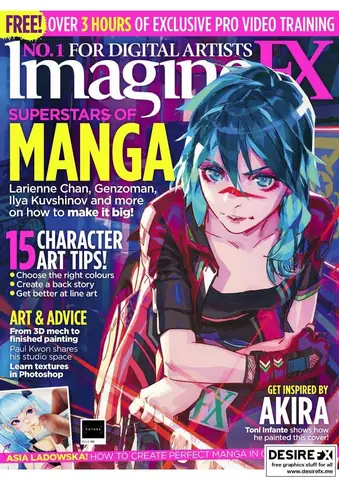 FREE! OVER 3 HOURS OF EXCLUSIVE PRO VIDEO TRAINING
NO.1 FOR DIGITAL ARTISTS
ImagineFX
SUPERSTARS OF
MANGA
Larienne Chan, Genzoman,
Ilya Kuvshinov and more
on how to make it big!
15 CHARACTER
ART TIPS!
Choose the right colours
Create a back story
Get better at line art
ART & ADVICE
From 3D mech to
finished painting
Paul Kwon shares
his studio space
Learn textures
in Photoshop
FUTURE
FX
GET INSPIRED BY
AKIRA
Toni Infante shows how
he painted this cover!
ASIA LADOWSKA! HOW TO CREATE PERFECT MANGA IN
DESIRE FX
free graphics stuff for all
www.desirefx.me